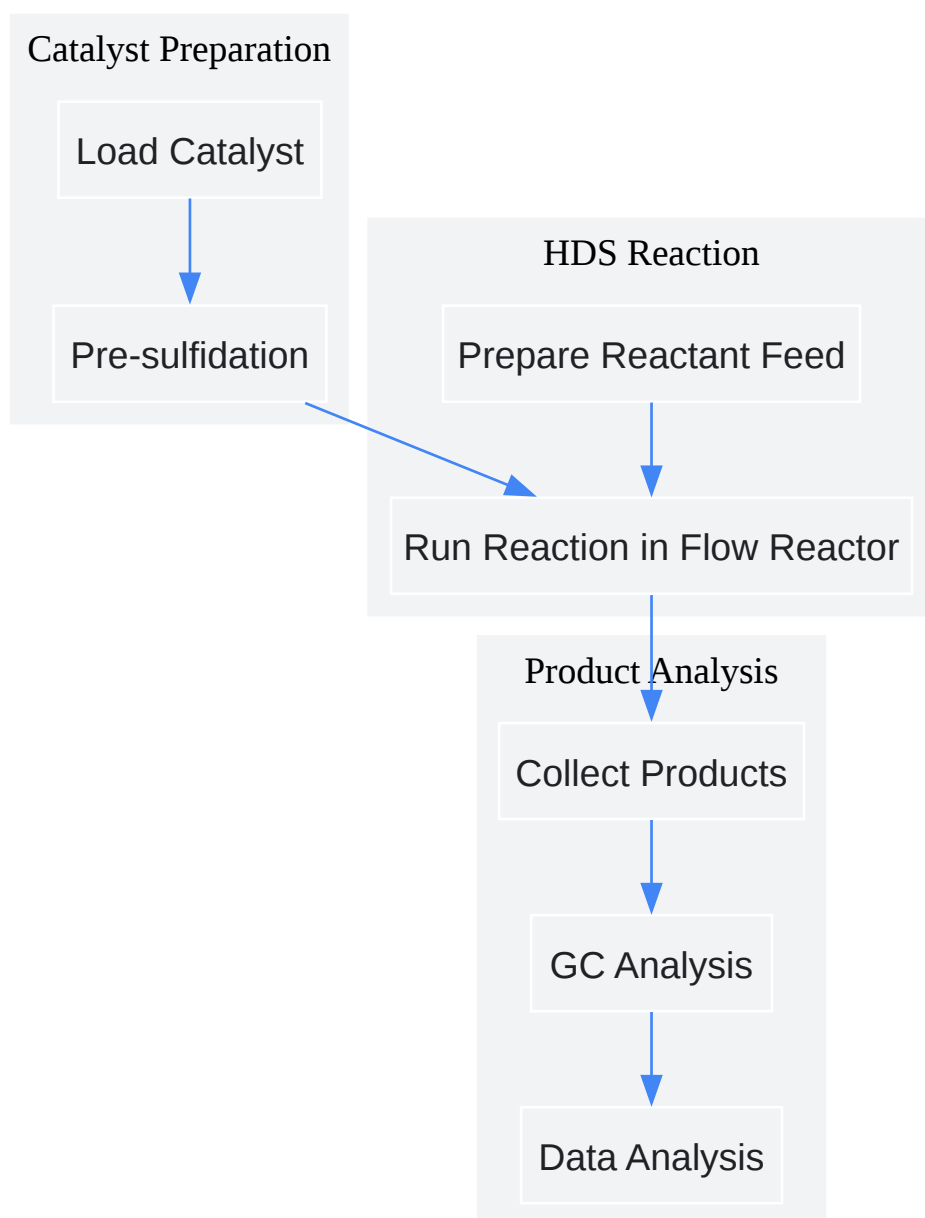 Catalyst Preparation
Load Catalyst
Pre-sulfidation
HDS Reaction
Prepare Reactant Feed
Run Reaction in Flow Reactor
Product Analysis
Collect Products
GC Analysis
Data Analysis